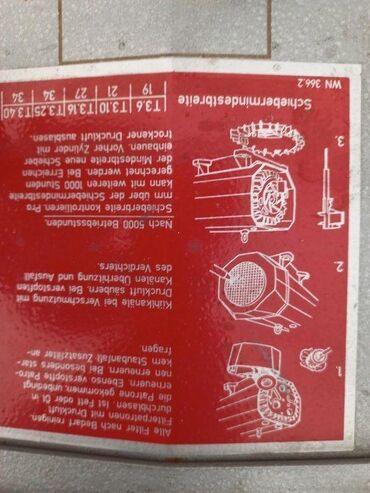 Alle Filter nach Bedarf reinigen.
Filterpatronen mit Druckluft
durchblasen ist Fett oder Öl in
die Patrone gekommen, unbedingt
erneuern. Ebenso verstopfte Patro-
nen erneuern. Bei besonders star-
kem Staubanfall Zusatzfilter an-
fragen
1.
Kühlkanäle bei Verschmutzung mit
Druckluft säubern. Bei verstopften
Kanälen Überhitzung und Ausfall
des Verdichters.
2
Nach 5000 Betriebsstunden.
Schieberbreite kontrollieren. Pro
mm über der Schiebermindestbreite
kann mit weiteren 1000 Stunden
gerechnet werden. Bei Erreichen
der Mindestbreite neue Schieber
einbauen. Vorher Zylinder mit
trockener Druckluft ausblasen.
3.
Schiebermindestbreite
T3.6 T3.10 T3.16 T3.25 T3.40
19 21 27 34 34
WN 366.2